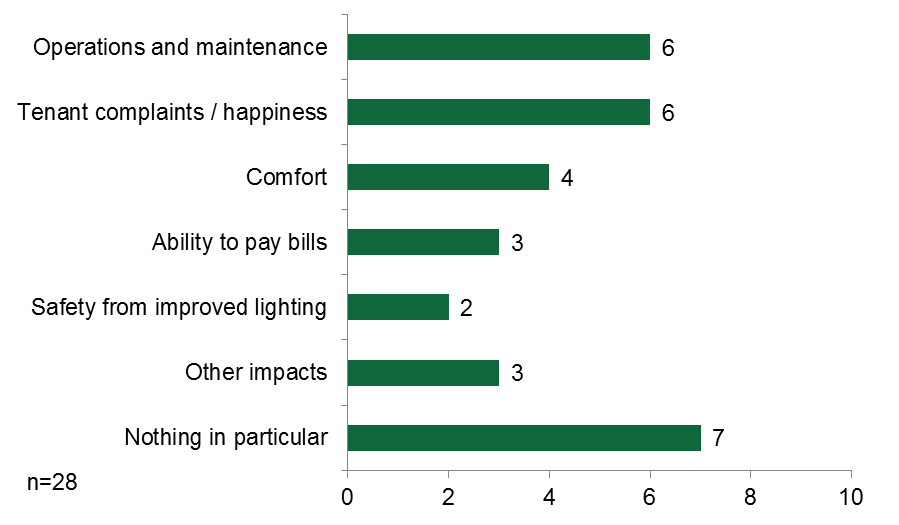 Operations and maintenance 6
Tenant complaints / happiness 6
Comfort 4
Ability to pay bills 3
Safety from improved lighting 2
Other impacts 3
Nothing in particular 7
n=28
0 2 4 6 8 10